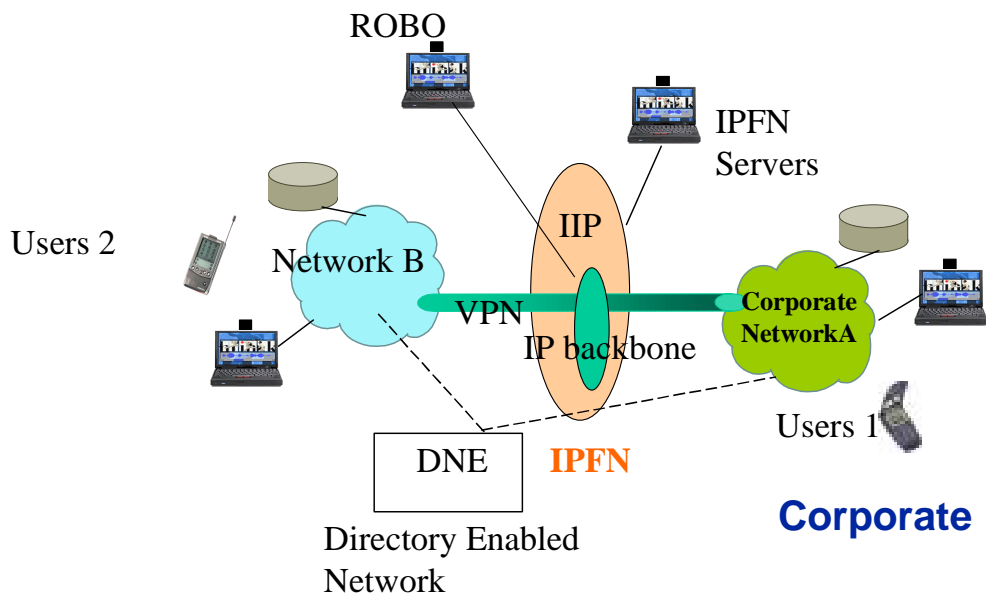 ROBO
IPFN
Servers
Users 2
IIP
Network B
VPN
Corporate
NetworkA
IP backbone
Users 1
DNE
IPFN
Corporate
Directory Enabled
Network